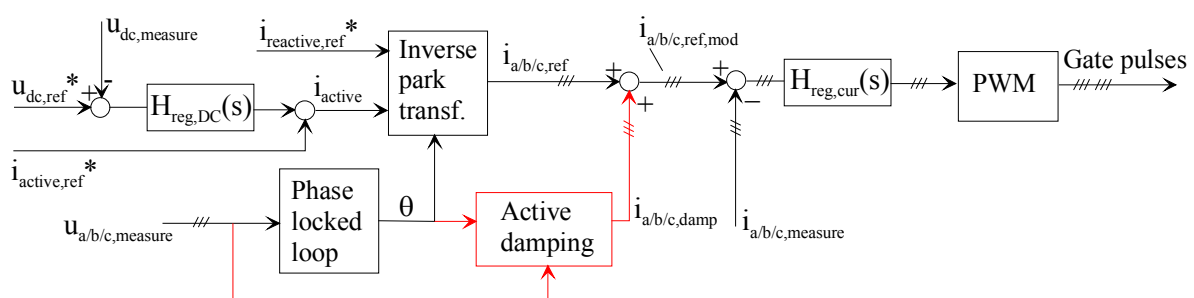 u_dc,measure
i_reactive,ref*
Inverse
park
transf.
i_a/b/c,ref
i_a/b/c,ref,mod
Gate pulses
u_dc,ref*
+
-
H_reg,DC(s)
i_active
+
+
+
−
H_reg,cur(s)
PWM
i_active,ref*
u_a/b/c,measure
Phase
locked
loop
θ
Active
damping
i_a/b/c,damp
i_a/b/c,measure